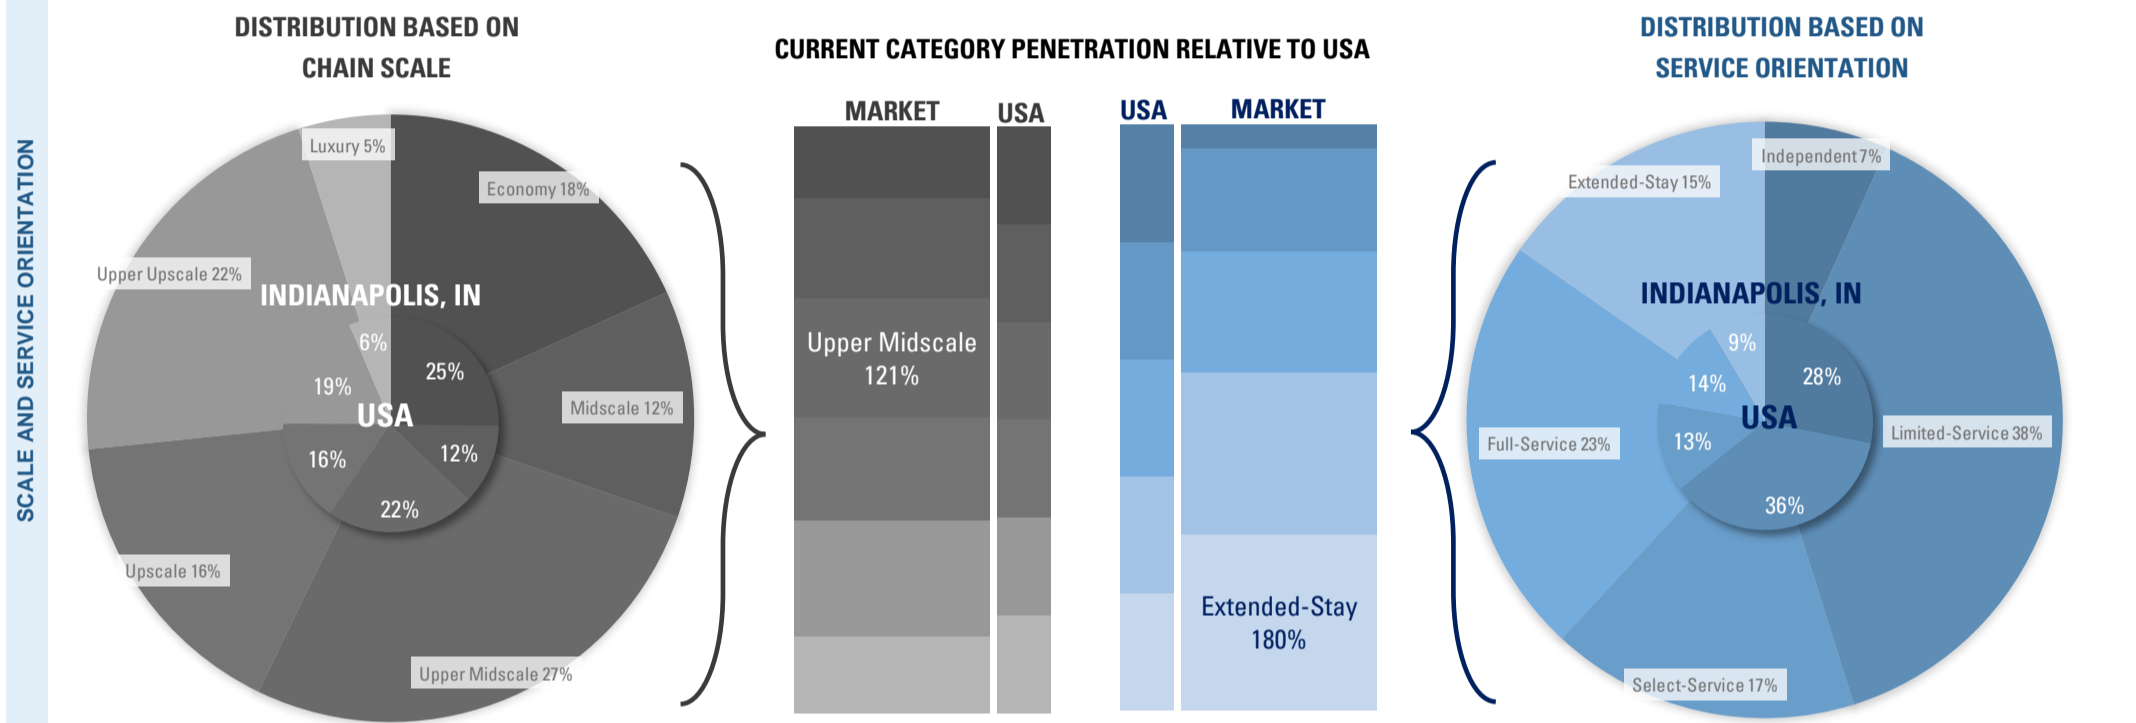 SCALE AND SERVICE ORIENTATION
DISTRIBUTION BASED ON
CHAIN SCALE
Luxury 5%
Economy 18%
Upper Upscale 22%
INDIANAPOLIS, IN
6%
25%
19%
USA
Midscale 12%
16%
12%
22%
Upscale 16%
Upper Midscale 27%
CURRENT CATEGORY PENETRATION RELATIVE TO USA
MARKET
USA
USA
MARKET
Upper Midscale
121%
Extended-Stay
180%
DISTRIBUTION BASED ON
SERVICE ORIENTATION
Independent 7%
Extended-Stay 15%
INDIANAPOLIS, IN
9%
28%
14%
USA
Limited-Service 38%
Full-Service 23%
13%
36%
Select-Service 17%